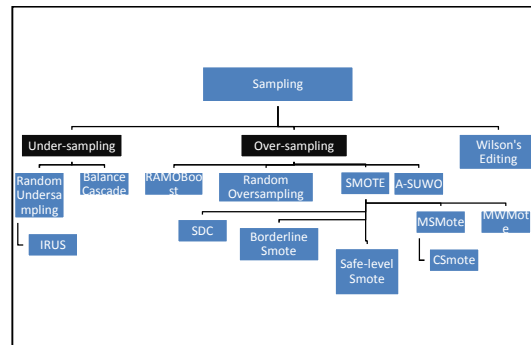 Sampling
Under-sampling
Over-sampling
Wilson's
Editing
Random
Undersa
mpling
Balance
Cascade
RAMOBoo
st
Random
Oversampling
SMOTE
A-SUWO
IRUS
SDC
Borderline
Smote
Safe-level
Smote
MSMote
MWMot
e
CSmote